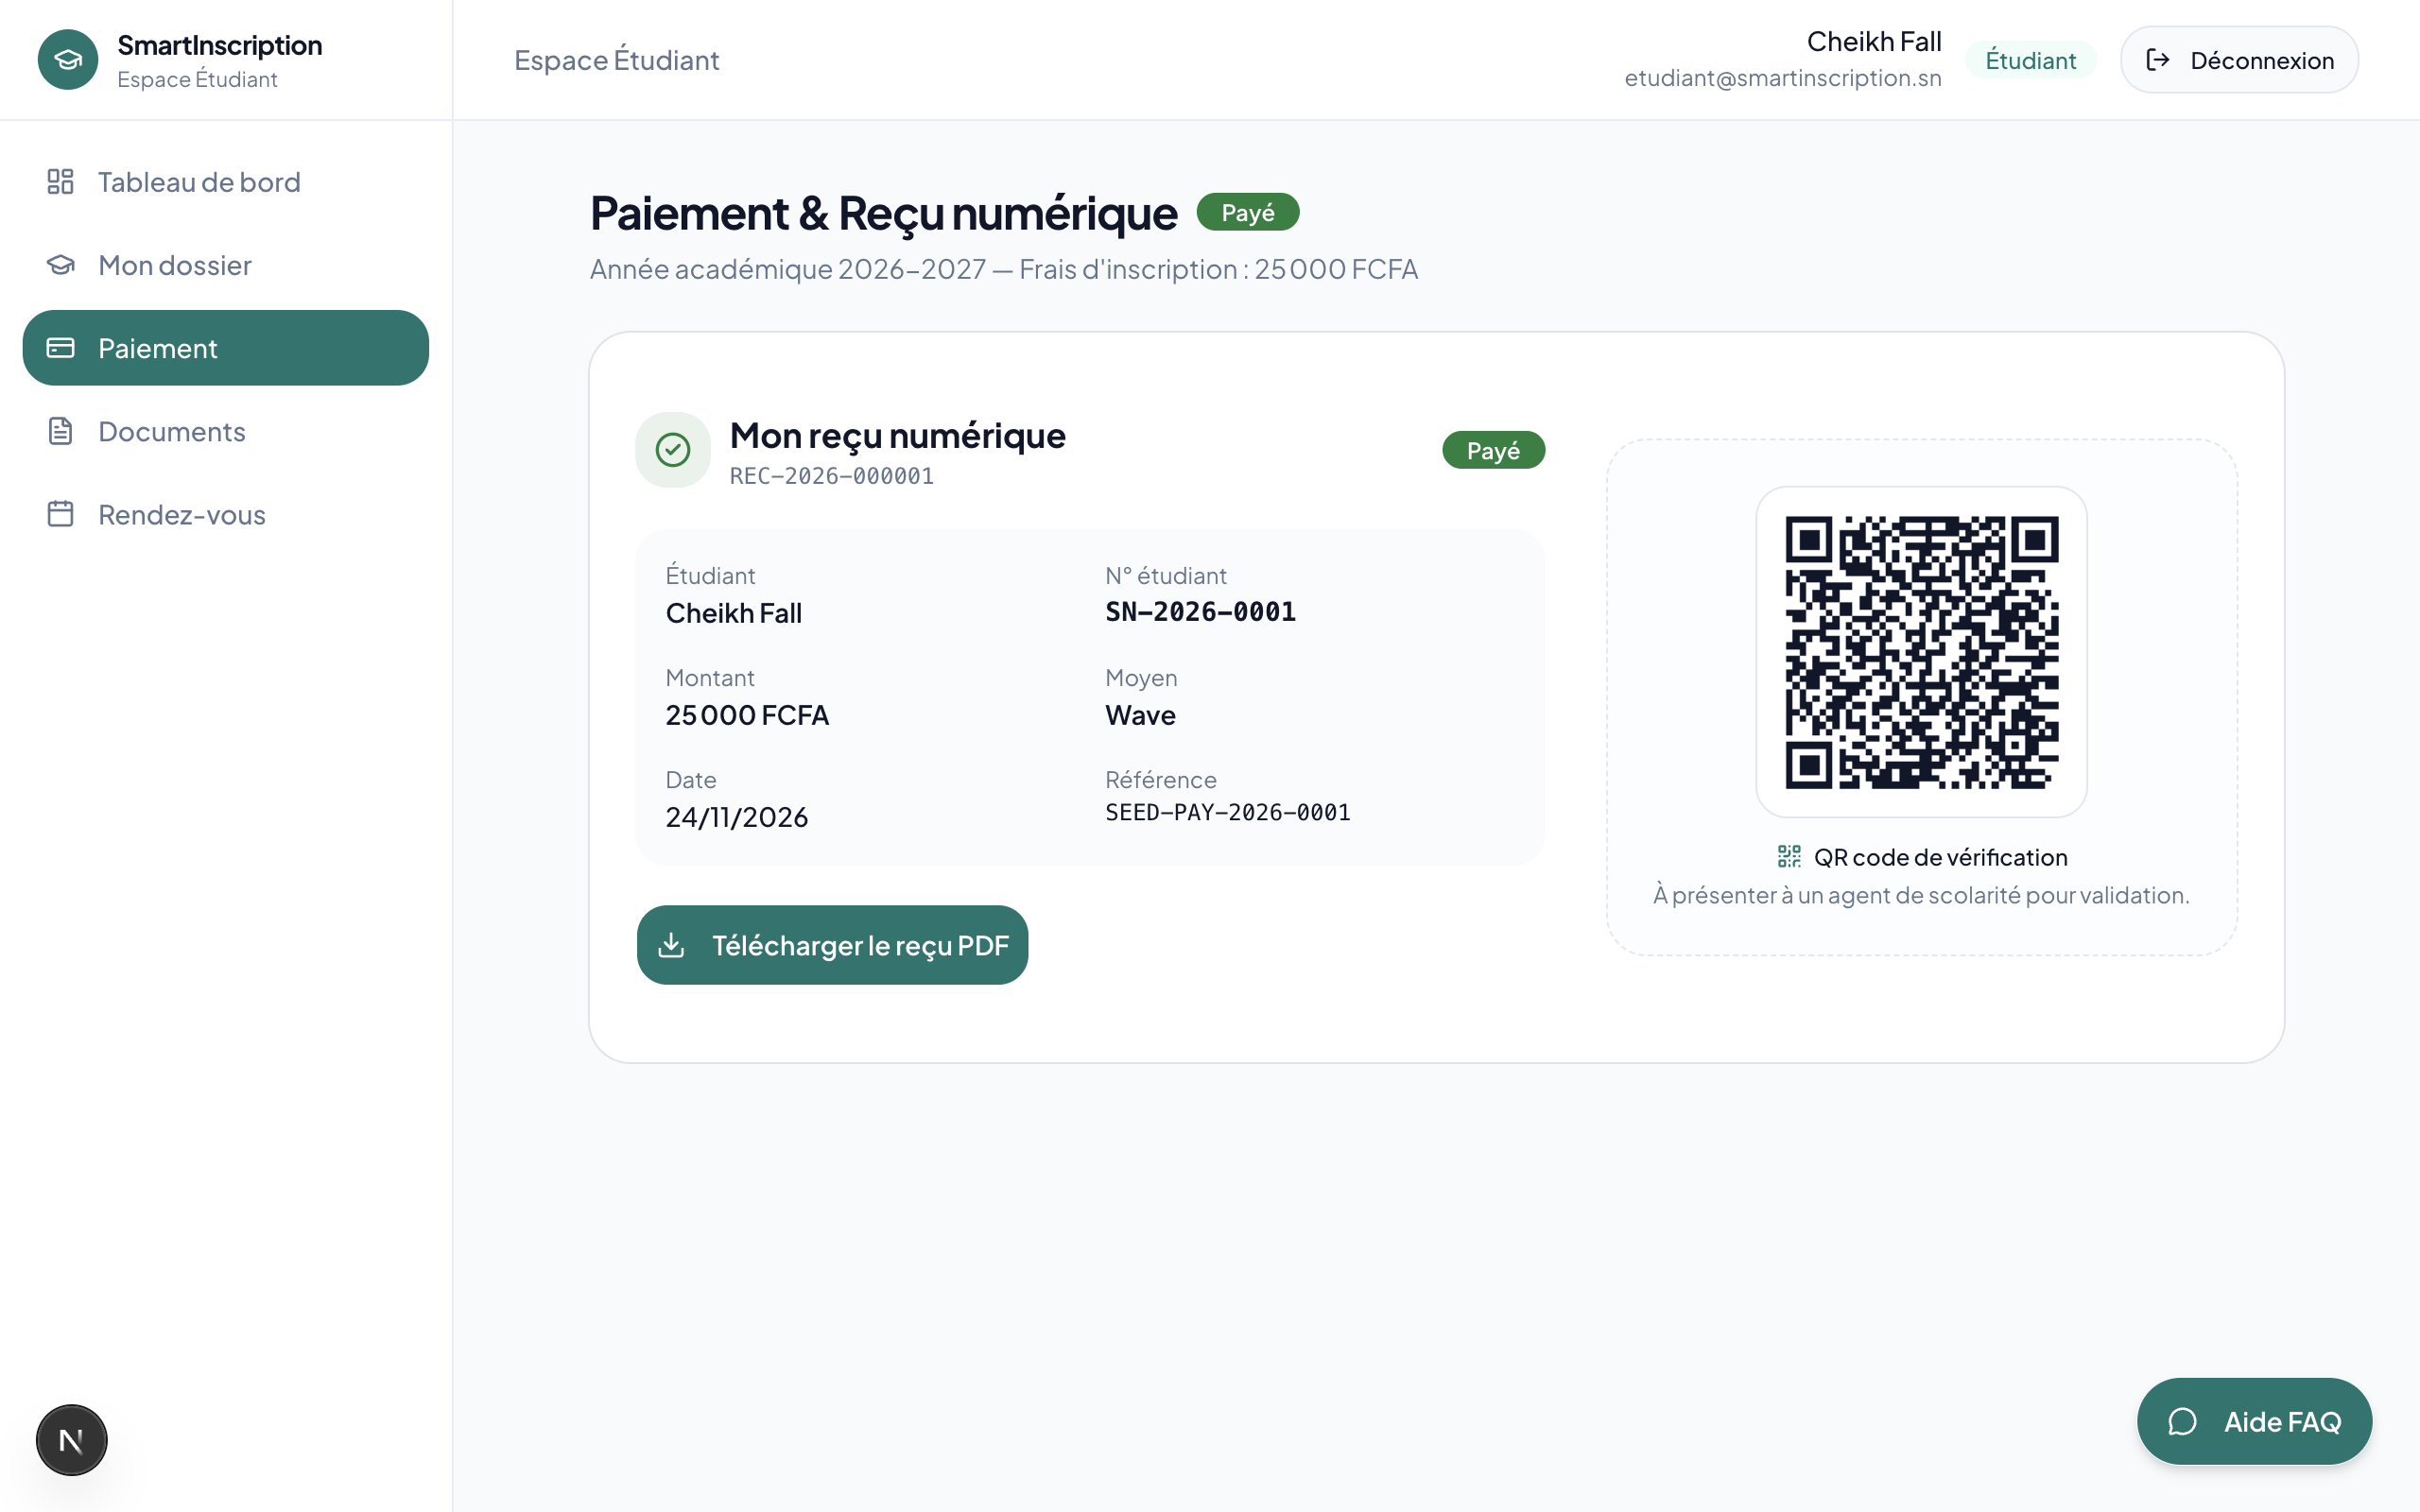 SmartInscription
Espace Étudiant
Espace Étudiant
Cheikh Fall
etudiant@smartinscription.sn
Étudiant
Déconnexion
Tableau de bord
Mon dossier
Paiement
Documents
Rendez-vous
Paiement & Reçu numérique
Payé
Année académique 2026–2027 — Frais d'inscription : 25 000 FCFA
Mon reçu numérique
REC-2026-000001
Payé
Étudiant
Cheikh Fall
N° étudiant
SN-2026-0001
Montant
25 000 FCFA
Moyen
Wave
Date
24/11/2026
Référence
SEED-PAY-2026-0001
Télécharger le reçu PDF
QR code de vérification
À présenter à un agent de scolarité pour validation.
N
Aide FAQ